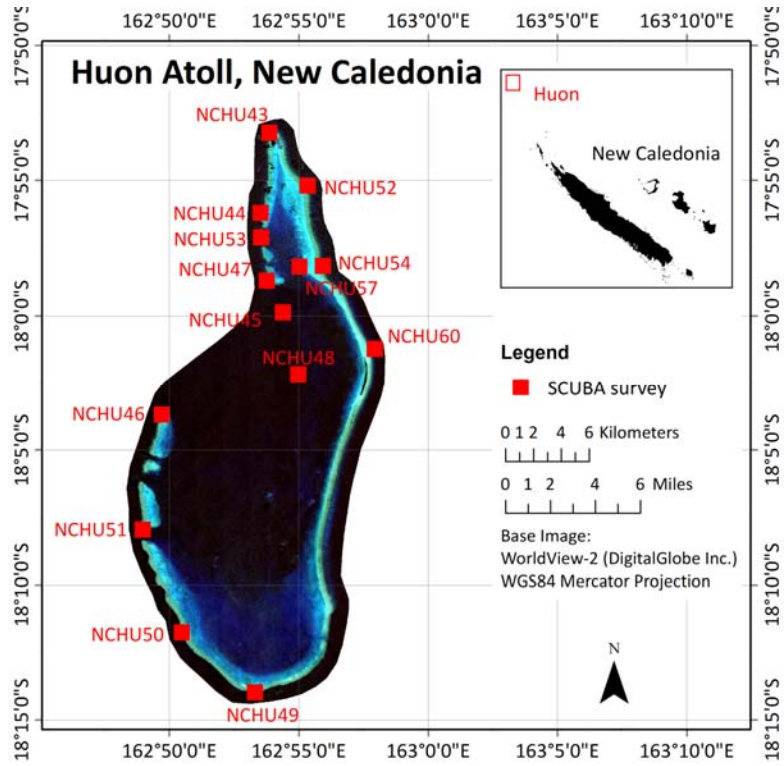 162°50'0"E 162°55'0"E 163°0'0"E 163°5'0"E 163°10'0"E
17°50'0"S
17°50'0"S
Huon Atoll, New Caledonia
Huon
New Caledonia
NCHU43
17°55'0"S
NCHU52
17°55'0"S
NCHU44
NCHU53
NCHU54
NCHU47
NCHU57
18°0'0"S
NCHU45
18°0'0"S
NCHU60
NCHU48
Legend
SCUBA survey
NCHU46
0 1 2 4 6 Kilometers
18°5'0"S
18°5'0"S
0 1 2 4 6 Miles
NCHU51
Base Image:
WorldView-2 (DigitalGlobe Inc.)
WGS84 Mercator Projection
18°10'0"S
18°10'0"S
NCHU50
N
NCHU49
18°15'0"S
18°15'0"S
162°50'0"E 162°55'0"E 163°0'0"E 163°5'0"E 163°10'0"E